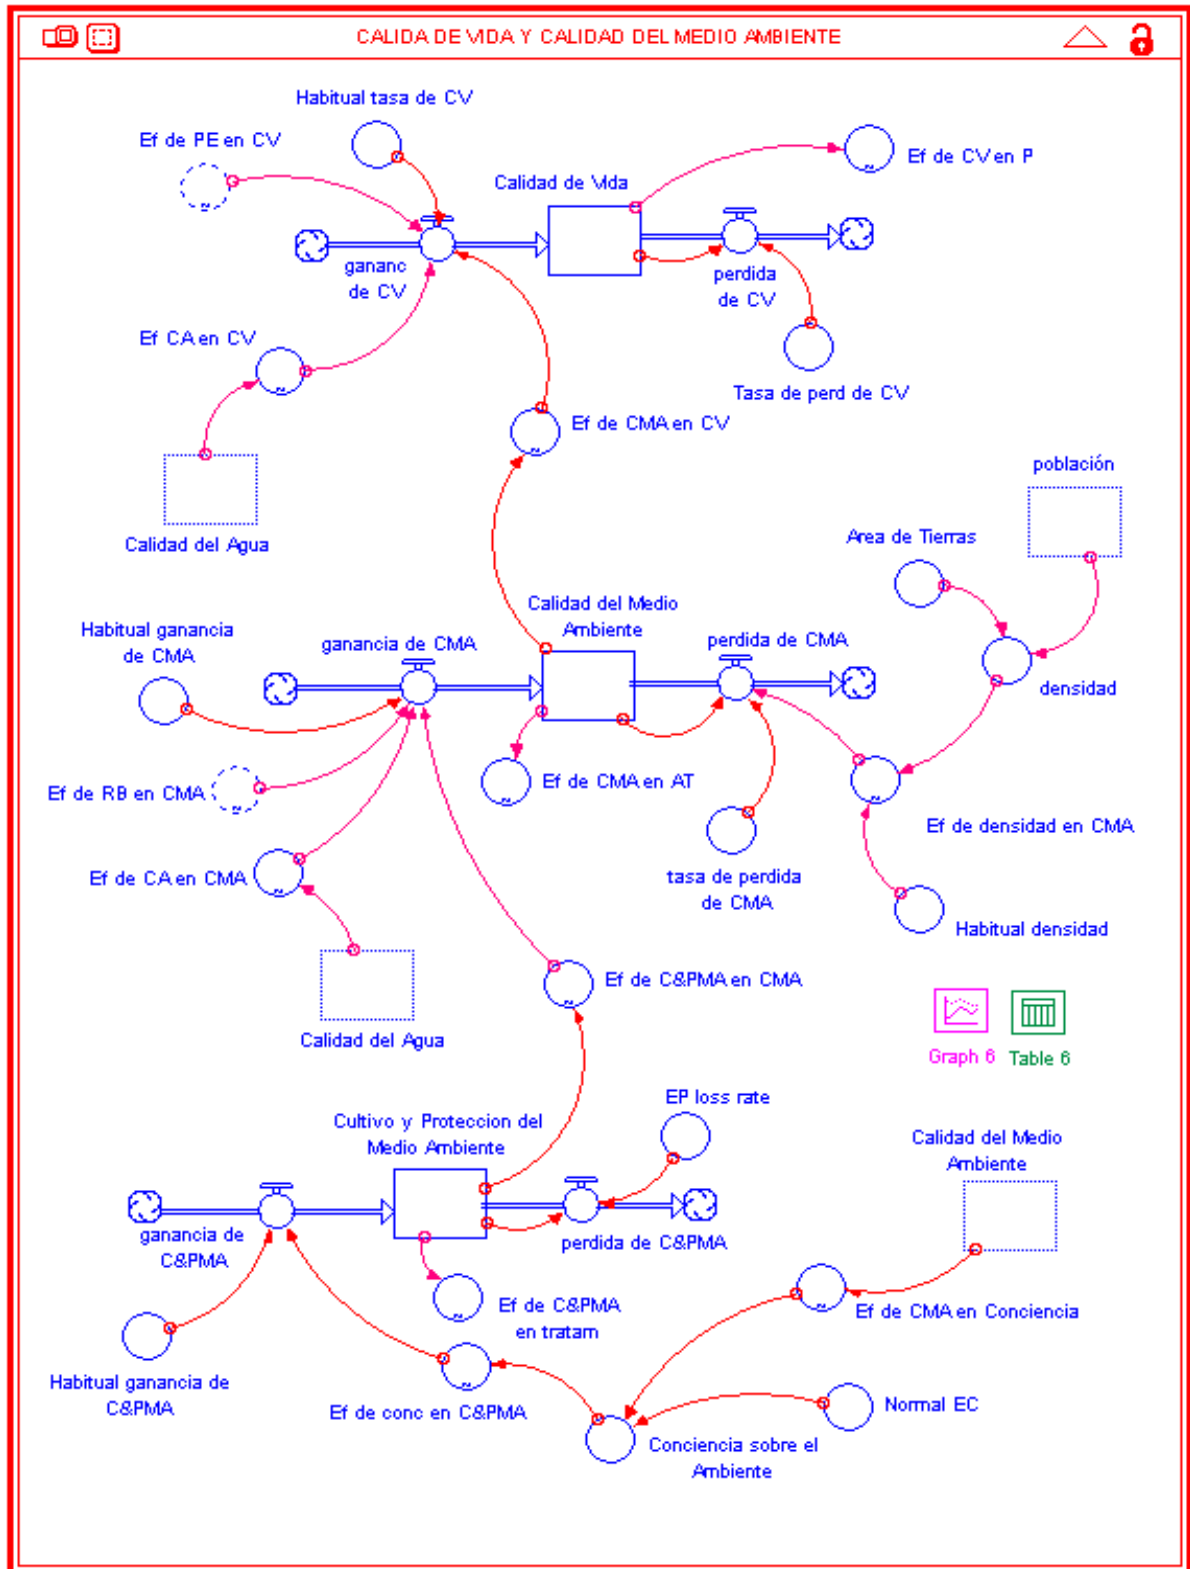 CALIDA DE VIDA Y CALIDAD DEL MEDIO AMBIENTE
Habitual tasa de CV
Ef de PE en CV
Ef de CV en P
Calidad de Vida
gananc
de CV
perdida
de CV
Ef CA en CV
Tasa de perd de CV
Ef de CMA en CV
población
Calidad del Agua
Area de Tierras
Calidad del Medio
Ambiente
Habitual ganancia
de CMA
ganancia de CMA
perdida de CMA
densidad
Ef de RB en CMA
Ef de CMA en AT
Ef de densidad en CMA
Ef de CA en CMA
tasa de perdida
de CMA
Habitual densidad
Ef de C&PMA en CMA
Calidad del Agua
Graph 6
Table 6
EP loss rate
Cultivo y Proteccion del
Medio Ambiente
Calidad del Medio
Ambiente
ganancia de
C&PMA
perdida de C&PMA
Ef de C&PMA
en tratam
Ef de CMA en Conciencia
Habitual ganancia de
C&PMA
Ef de conc en C&PMA
Normal EC
Conciencia sobre el
Ambiente